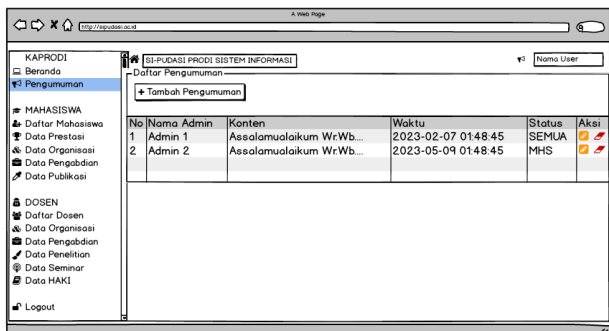 A Web Page
http://sipudasi.ac.id
KAPRODI
Beranda
Pengumuman
MAHASISWA
Daftar Mahasiswa
Data Prestasi
Data Organisasi
Data Pengabdian
Data Publikasi
DOSEN
Daftar Dosen
Data Organisasi
Data Pengabdian
Data Penelitian
Data Seminar
Data HAKI
Logout
SI-PUDASI PRODI SISTEM INFORMASI
Nama User
Daftar Pengumuman
+ Tambah Pengumuman
No Nama Admin Konten Waktu Status Aksi
1 Admin 1 Assalamualaikum Wr.Wb.... 2023-02-07 01:48:45 SEMUA
2 Admin 2 Assalamualaikum Wr.Wb.... 2023-05-09 01:48:45 MHS